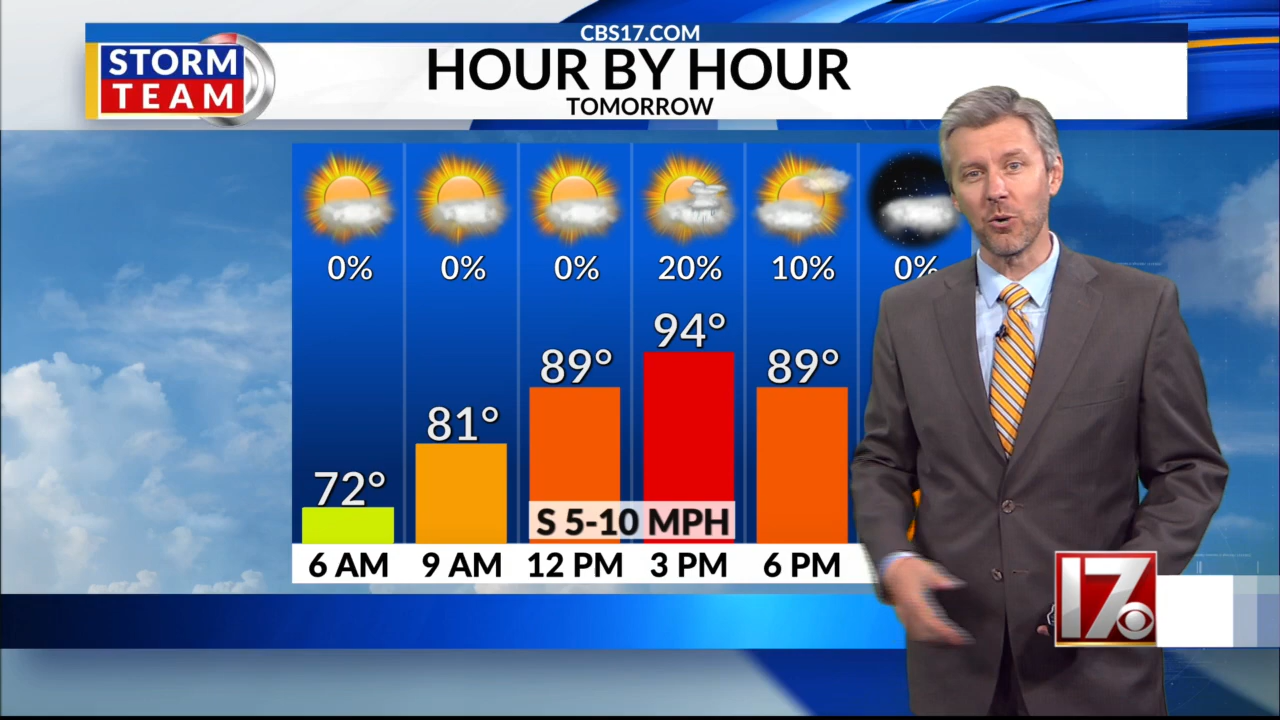 CBS17.COM
STORM
TEAM
HOUR BY HOUR
TOMORROW
0% 0% 0% 20% 10% 0%
72° 81° 89° 94° 89°
S 5-10 MPH
6 AM 9 AM 12 PM 3 PM 6 PM
17